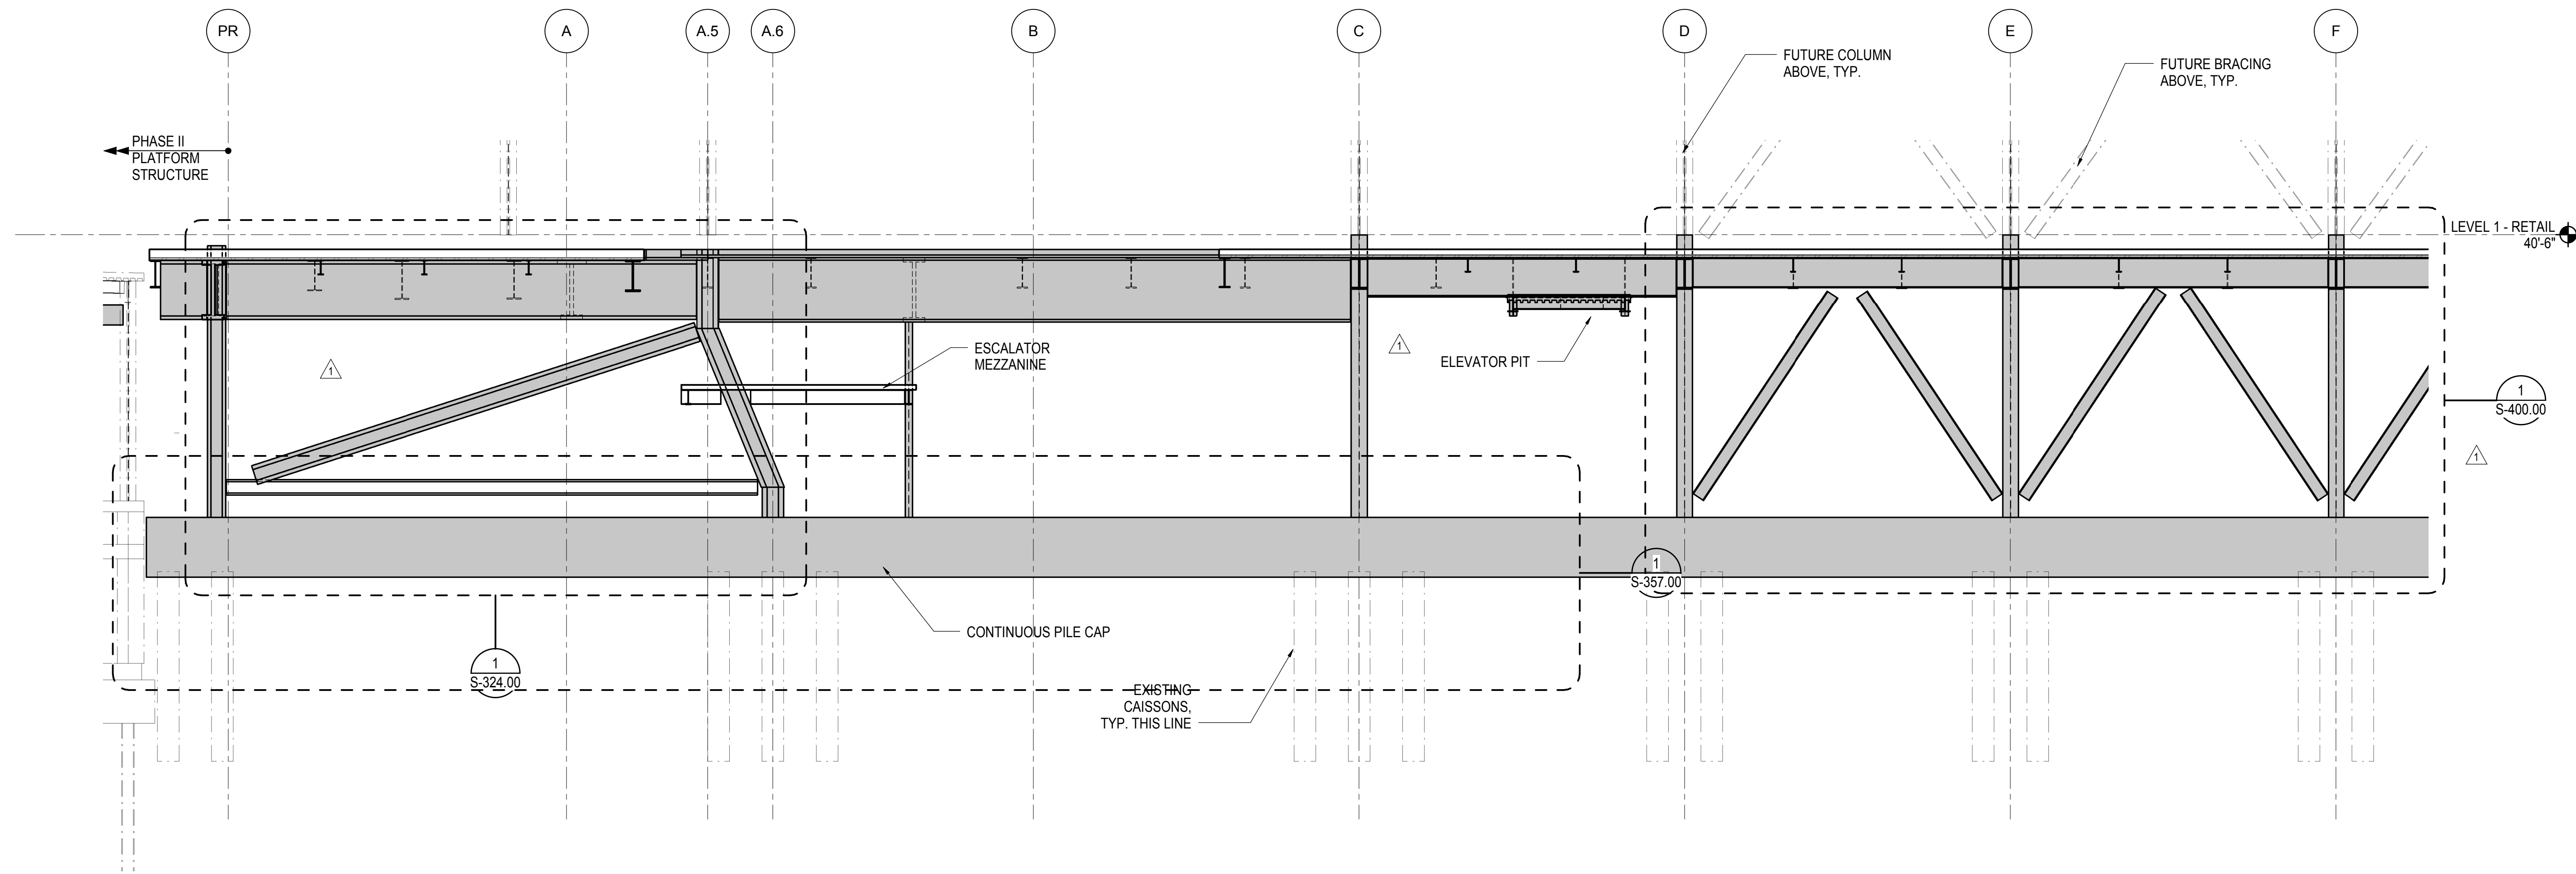 PR
A
A.5
A.6
B
C
D
E
F
FUTURE COLUMN
ABOVE, TYP.
FUTURE BRACING
ABOVE, TYP.
PHASE II
PLATFORM
STRUCTURE
LEVEL 1 - RETAIL
40'-6"
ESCALATOR
MEZZANINE
1
1
ELEVATOR PIT
1
S-400.00
1
1
S-357.00
CONTINUOUS PILE CAP
1
S-324.00
EXISTING
CAISSONS,
TYP. THIS LINE